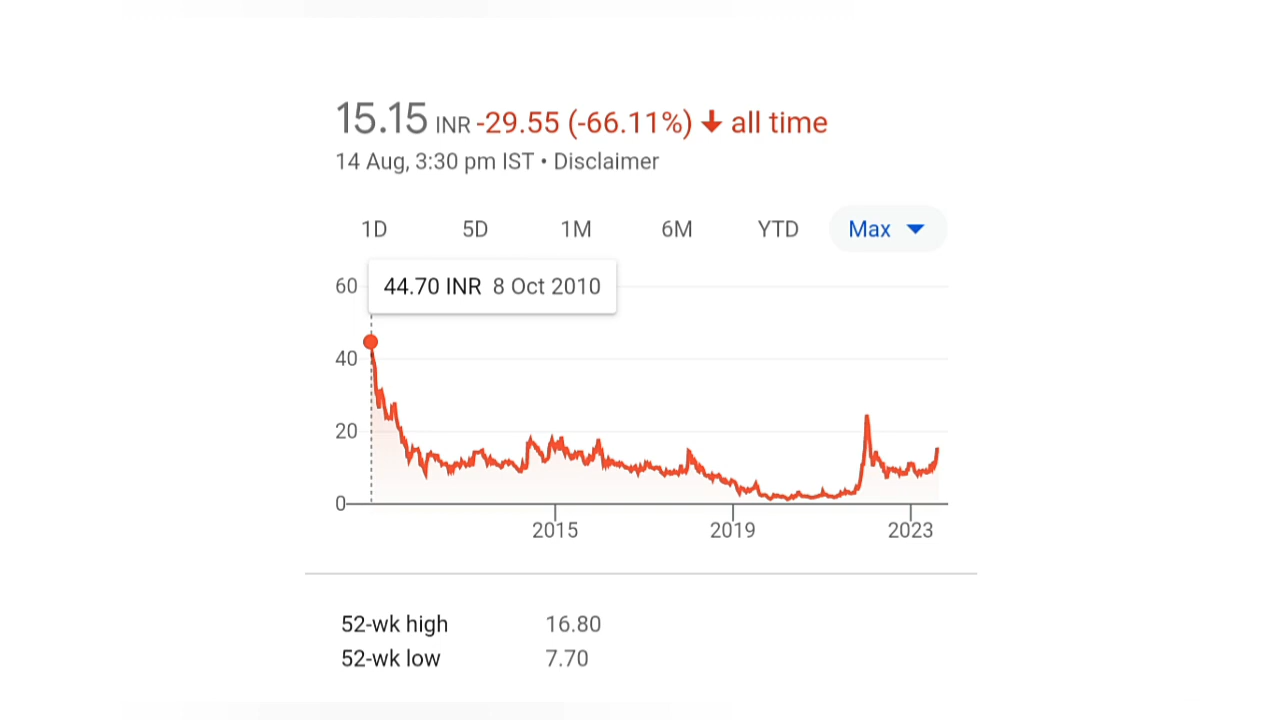 15.15 INR -29.55 (-66.11%) ↓ all time
14 Aug, 3:30 pm IST • Disclaimer
1D 5D 1M 6M YTD Max
60 44.70 INR 8 Oct 2010
40
20
0
2015 2019 2023
52-wk high 16.80
52-wk low 7.70